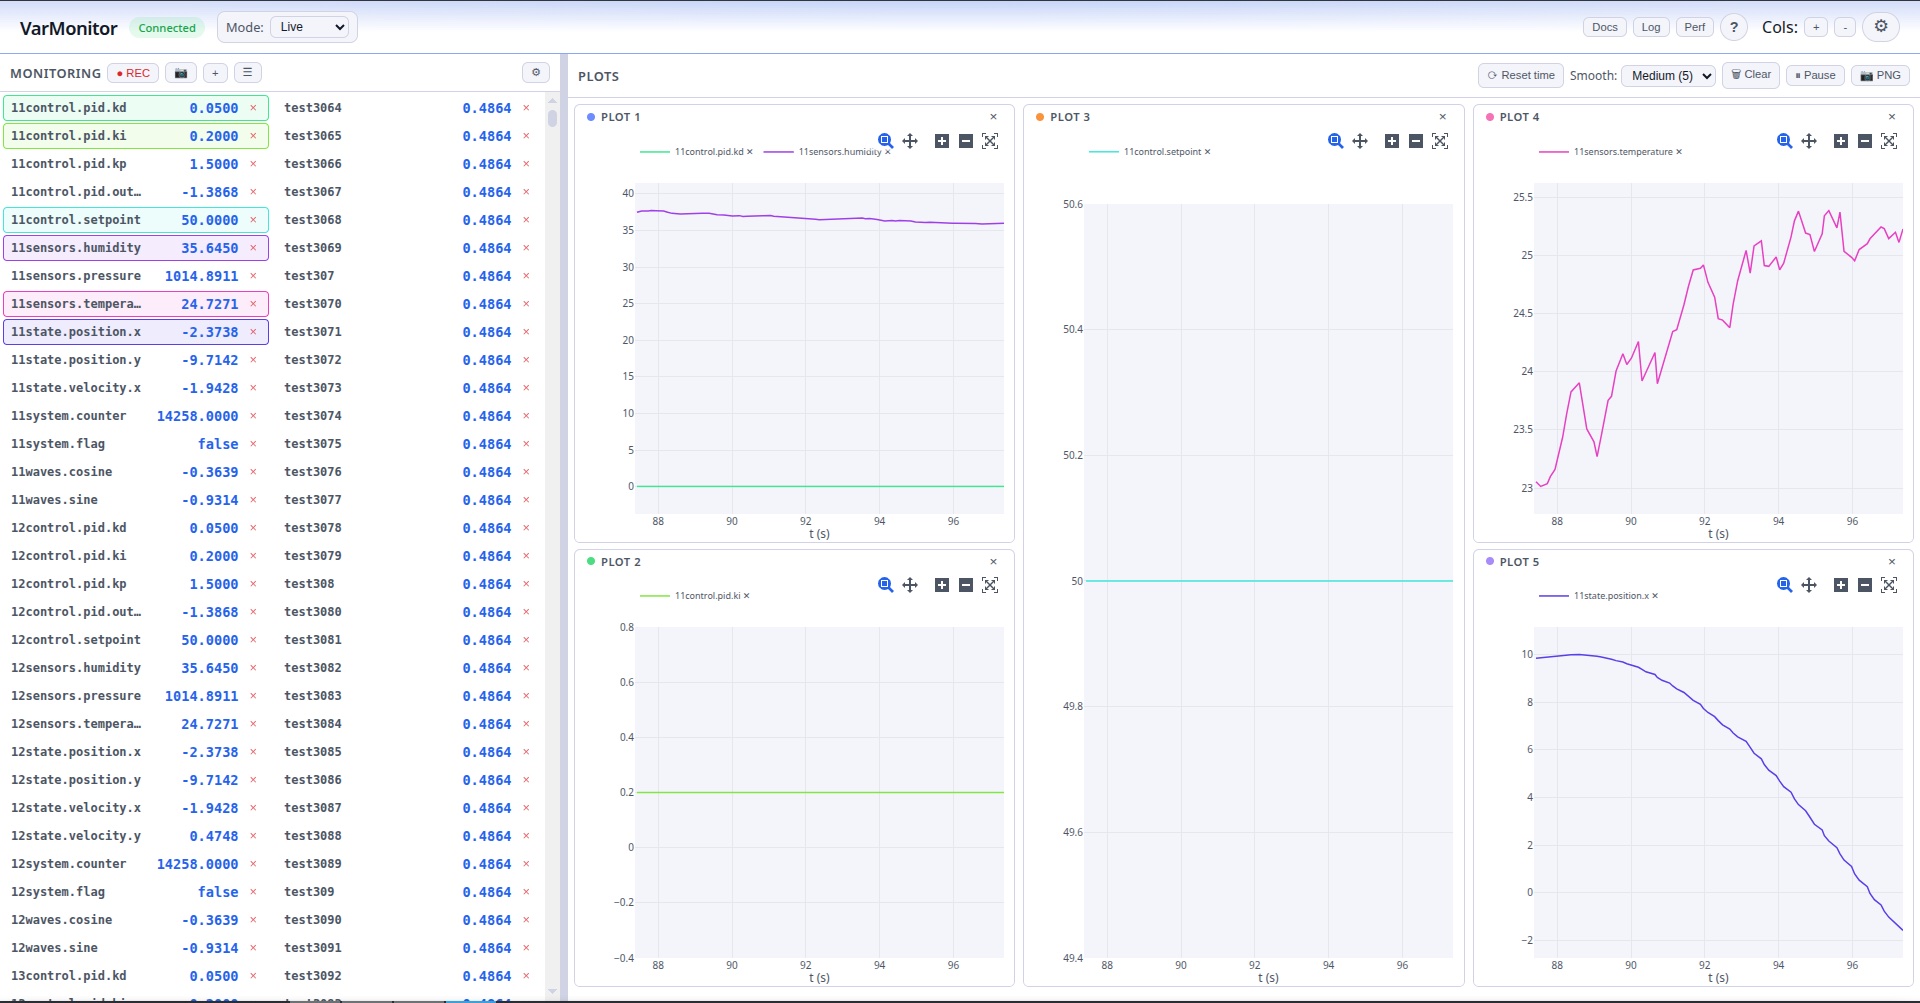 VarMonitor Connected Mode: Live Docs Log Perf ? Cols: + -
MONITORING ● REC + ☰
11control.pid.kd 0.0500 × test3064 0.4864 ×
11control.pid.ki 0.2000 × test3065 0.4864 ×
11control.pid.kp 1.5000 × test3066 0.4864 ×
11control.pid.out… -1.3868 × test3067 0.4864 ×
11control.setpoint 50.0000 × test3068 0.4864 ×
11sensors.humidity 35.6450 × test3069 0.4864 ×
11sensors.pressure 1014.8911 × test307 0.4864 ×
11sensors.tempera… 24.7271 × test3070 0.4864 ×
11state.position.x -2.3738 × test3071 0.4864 ×
11state.position.y -9.7142 × test3072 0.4864 ×
11state.velocity.x -1.9428 × test3073 0.4864 ×
11system.counter 14258.0000 × test3074 0.4864 ×
11system.flag false × test3075 0.4864 ×
11waves.cosine -0.3639 × test3076 0.4864 ×
11waves.sine -0.9314 × test3077 0.4864 ×
12control.pid.kd 0.0500 × test3078 0.4864 ×
12control.pid.ki 0.2000 × test3079 0.4864 ×
12control.pid.kp 1.5000 × test308 0.4864 ×
12control.pid.out… -1.3868 × test3080 0.4864 ×
12control.setpoint 50.0000 × test3081 0.4864 ×
12sensors.humidity 35.6450 × test3082 0.4864 ×
12sensors.pressure 1014.8911 × test3083 0.4864 ×
12sensors.tempera… 24.7271 × test3084 0.4864 ×
12state.position.x -2.3738 × test3085 0.4864 ×
12state.position.y -9.7142 × test3086 0.4864 ×
12state.velocity.x -1.9428 × test3087 0.4864 ×
12state.velocity.y 0.4748 × test3088 0.4864 ×
12system.counter 14258.0000 × test3089 0.4864 ×
12system.flag false × test309 0.4864 ×
12waves.cosine -0.3639 × test3090 0.4864 ×
12waves.sine -0.9314 × test3091 0.4864 ×
13control.pid.kd 0.0500 × test3092 0.4864 ×
PLOTS Reset time Smooth: Medium (5) Clear Pause PNG
PLOT 1 ×
11control.pid.kd × 11sensors.humidity ×
40
35
30
25
20
15
10
5
0
88 90 92 94 96
t (s)
PLOT 2 ×
11control.pid.ki ×
0.8
0.6
0.4
0.2
0
−0.2
−0.4
88 90 92 94 96
t (s)
PLOT 3 ×
11control.setpoint ×
50.6
50.4
50.2
50
49.8
49.6
49.4
88 90 92 94 96
t (s)
PLOT 4 ×
11sensors.temperature ×
25.5
25
24.5
24
23.5
23
88 90 92 94 96
t (s)
PLOT 5 ×
11state.position.x ×
10
8
6
4
2
0
−2
88 90 92 94 96
t (s)